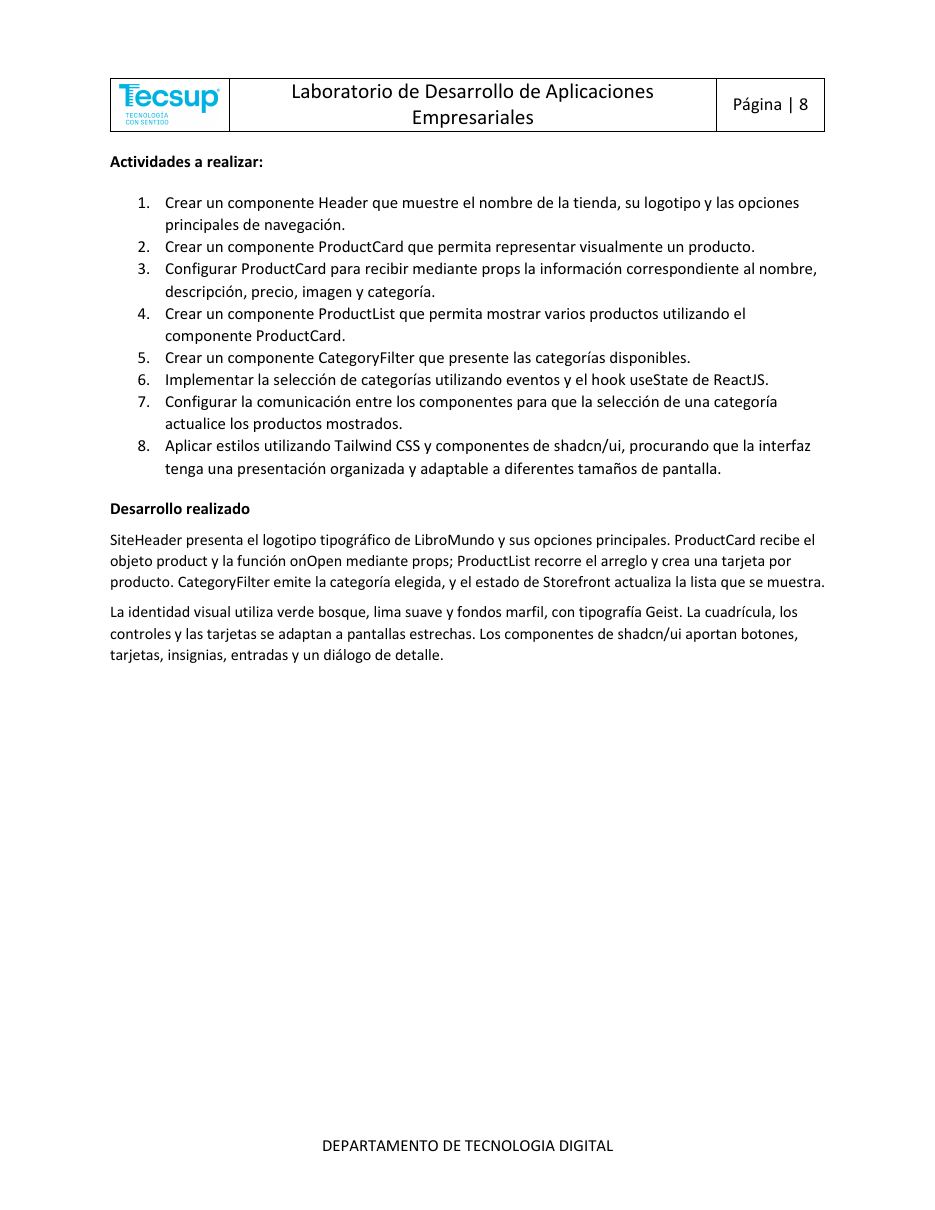 Tecsup
TECNOLOGÍA
CON SENTIDO
Laboratorio de Desarrollo de Aplicaciones
Empresariales
Página | 8
Actividades a realizar:
1. Crear un componente Header que muestre el nombre de la tienda, su logotipo y las opciones
principales de navegación.
2. Crear un componente ProductCard que permita representar visualmente un producto.
3. Configurar ProductCard para recibir mediante props la información correspondiente al nombre,
descripción, precio, imagen y categoría.
4. Crear un componente ProductList que permita mostrar varios productos utilizando el
componente ProductCard.
5. Crear un componente CategoryFilter que presente las categorías disponibles.
6. Implementar la selección de categorías utilizando eventos y el hook useState de ReactJS.
7. Configurar la comunicación entre los componentes para que la selección de una categoría
actualice los productos mostrados.
8. Aplicar estilos utilizando Tailwind CSS y componentes de shadcn/ui, procurando que la interfaz
tenga una presentación organizada y adaptable a diferentes tamaños de pantalla.
Desarrollo realizado
SiteHeader presenta el logotipo tipográfico de LibroMundo y sus opciones principales. ProductCard recibe el
objeto product y la función onOpen mediante props; ProductList recorre el arreglo y crea una tarjeta por
producto. CategoryFilter emite la categoría elegida, y el estado de Storefront actualiza la lista que se muestra.
La identidad visual utiliza verde bosque, lima suave y fondos marfil, con tipografía Geist. La cuadrícula, los
controles y las tarjetas se adaptan a pantallas estrechas. Los componentes de shadcn/ui aportan botones,
tarjetas, insignias, entradas y un diálogo de detalle.
DEPARTAMENTO DE TECNOLOGIA DIGITAL